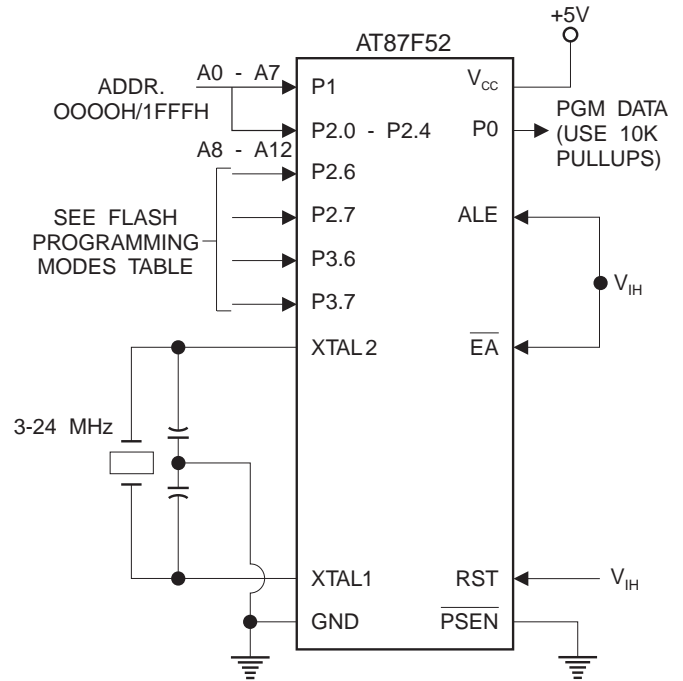 +5V
AT87F52
ADDR.
OOOOH/1FFFH
A0 - A7
P1
VCC
P2.0 - P2.4
P0
PGM DATA
(USE 10K
PULLUPS)
A8 - A12
P2.6
SEE FLASH
PROGRAMMING
MODES TABLE
P2.7
ALE
P3.6
VIH
P3.7
XTAL2
EA
3-24 MHz
XTAL1
RST
VIH
GND
PSEN